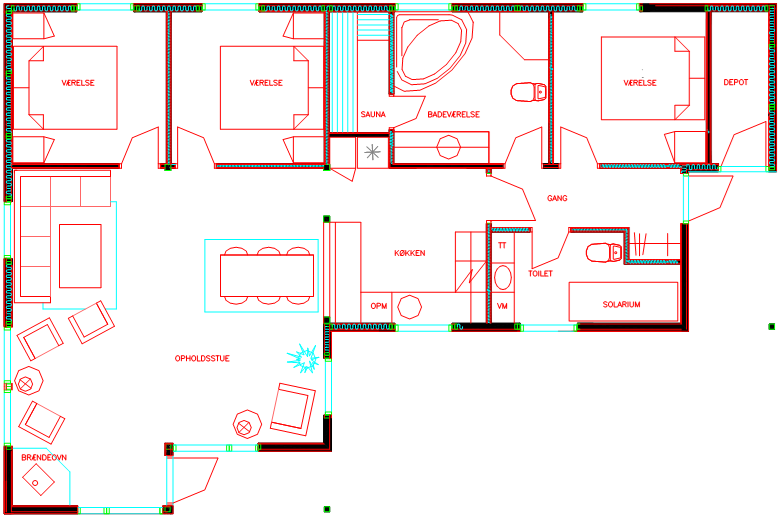 VÆRELSE
VÆRELSE
VÆRELSE
DEPOT
SAUNA
BADEVÆRELSE
GANG
KØKKEN
TT
TOILET
OPM
VM
SOLARIUM
OPHOLDSSTUE
BRÆNDEOVN